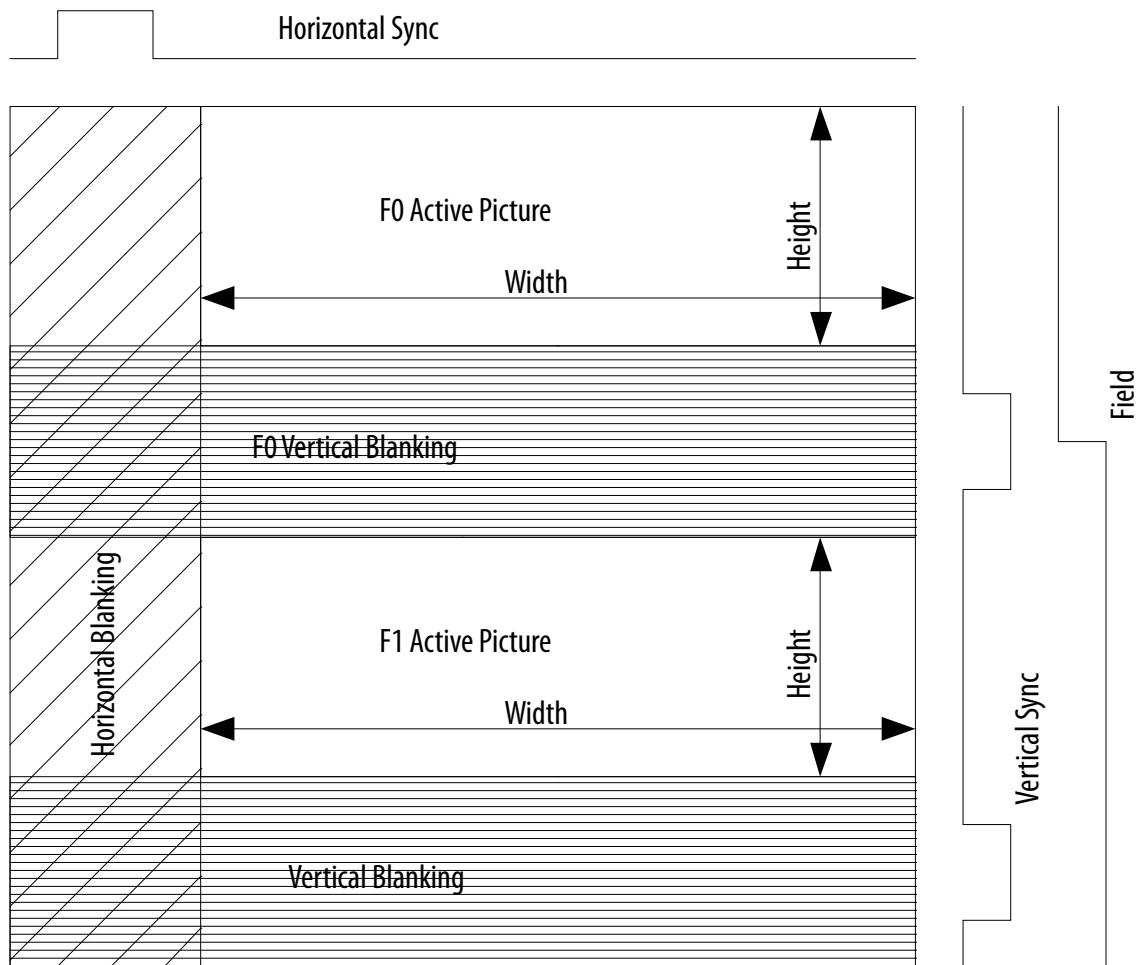 Horizontal Sync
F0 Active Picture
Height
Width
Field
F0 Vertical Blanking
Horizontal Blanking
F1 Active Picture
Height
Width
Vertical Sync
Vertical Blanking